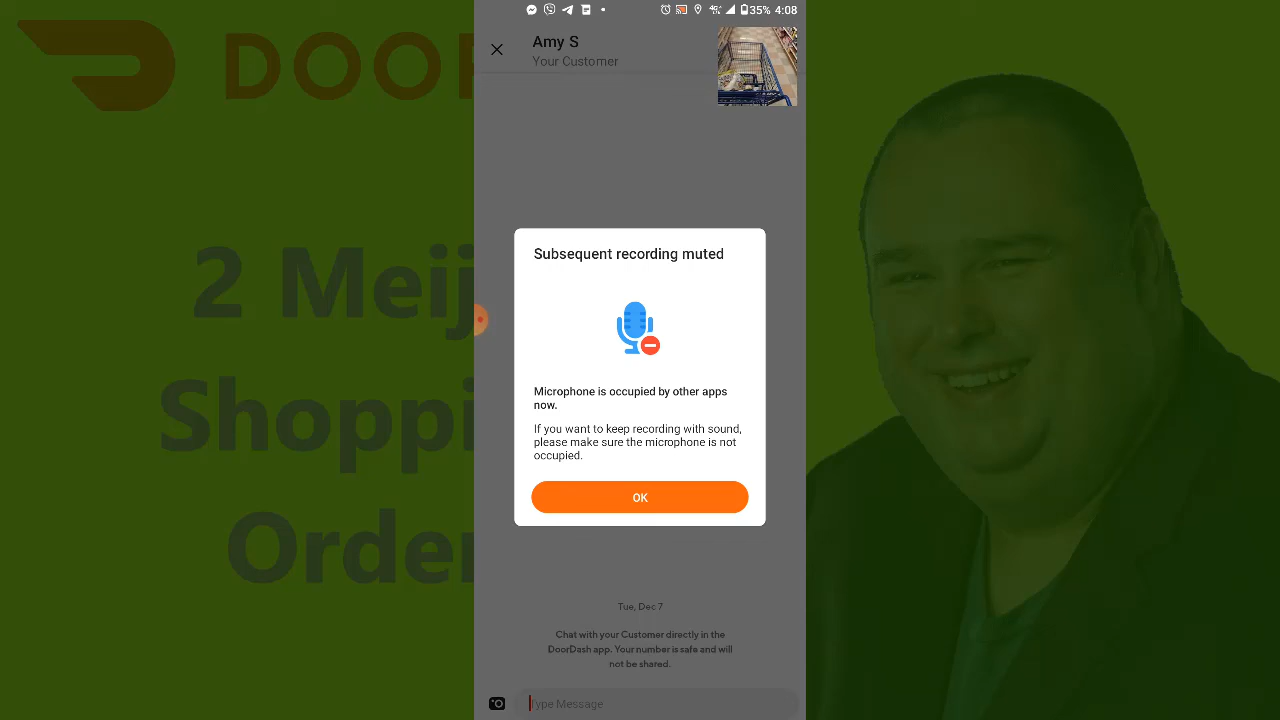 35% 4:08
Amy S
Your Customer
DOOR
2 Meij
Shoppi
Order
Subsequent recording muted
Microphone is occupied by other apps
now.
If you want to keep recording with sound,
please make sure the microphone is not
occupied.
OK
Tue, Dec 7
Chat with your Customer directly in the
DoorDash app. Your number is safe and will
not be shared.
Type Message